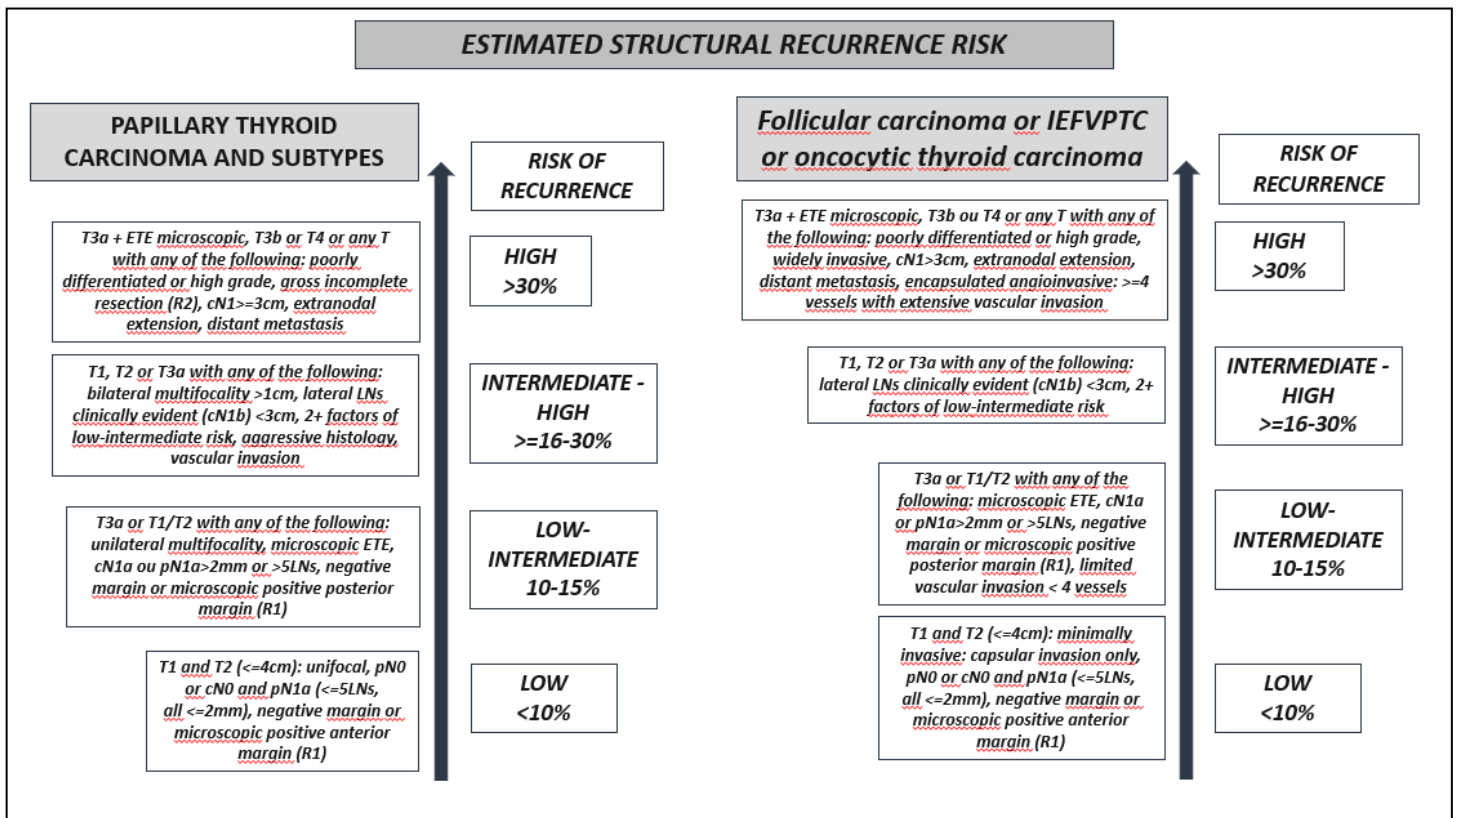 ESTIMATED STRUCTURAL RECURRENCE RISK
PAPILLARY THYROID
CARCINOMA AND SUBTYPES
RISK OF
RECURRENCE
T3a + ETE microscopic, T3b or T4 or any T
with any of the following: poorly
differentiated or high grade, gross incomplete
resection (R2), cN1>=3cm, extranodal
extension, distant metastasis
HIGH
>30%
T1, T2 or T3a with any of the following:
bilateral multifocality >1cm, lateral LNs
clinically evident (cN1b) <3cm, 2+ factors of
low-intermediate risk, aggressive histology,
vascular invasion
INTERMEDIATE -
HIGH
>=16-30%
T3a or T1/T2 with any of the following:
unilateral multifocality, microscopic ETE,
cN1a ou pN1a>2mm or >5LNs, negative
margin or microscopic positive posterior
margin (R1)
LOW-
INTERMEDIATE
10-15%
T1 and T2 (<=4cm): unifocal, pN0
or cN0 and pN1a (<=5LNs,
all <=2mm), negative margin or
microscopic positive anterior
margin (R1)
LOW
<10%
Follicular carcinoma or IEFVPTC
or oncocytic thyroid carcinoma
RISK OF
RECURRENCE
T3a + ETE microscopic, T3b ou T4 or any T with any of
the following: poorly differentiated or high grade,
widely invasive, cN1>3cm, extranodal extension,
distant metastasis, encapsulated angioinvasive: >=4
vessels with extensive vascular invasion
HIGH
>30%
T1, T2 or T3a with any of the following:
lateral LNs clinically evident (cN1b) <3cm, 2+
factors of low-intermediate risk
INTERMEDIATE -
HIGH
>=16-30%
T3a or T1/T2 with any of the
following: microscopic ETE, cN1a
or pN1a>2mm or >5LNs, negative
margin or microscopic positive
posterior margin (R1), limited
vascular invasion < 4 vessels
LOW-
INTERMEDIATE
10-15%
T1 and T2 (<=4cm): minimally
invasive: capsular invasion only,
pN0 or cN0 and pN1a (<=5LNs,
all <=2mm), negative margin or
microscopic positive anterior
margin (R1)
LOW
<10%